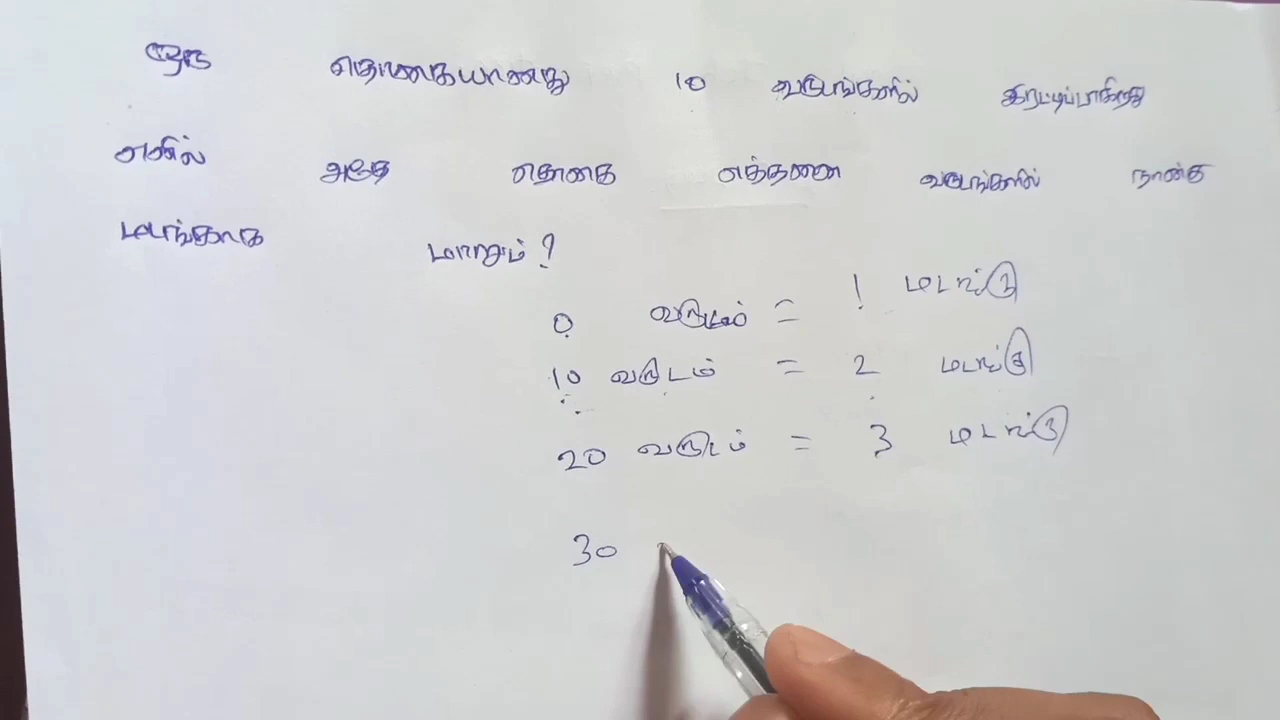 ஒரு தொகையானது 10 வருடங்களில் இரட்டிப்பாகிறது
எனில் அதே தொகை எத்தனை வருடங்களில் நான்கு
மடங்காக மாறும்?
0 வருடம் = 1 மடங்கு
10 வருடம் = 2 மடங்கு
20 வருடம் = 3 மடங்கு
30